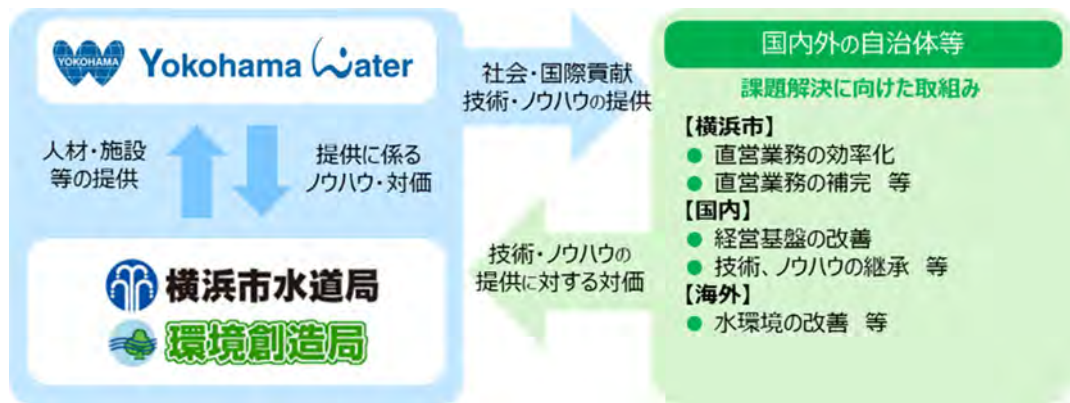 YOKOHAMA
Yokohama Water
人材・施設
等の提供
提供に係る
ノウハウ・対価
横浜市水道局
環境創造局
社会・国際貢献
技術・ノウハウの提供
技術・ノウハウの
提供に対する対価
国内外の自治体等
課題解決に向けた取組み
【横浜市】
● 直営業務の効率化
● 直営業務の補完 等
【国内】
● 経営基盤の改善
● 技術、ノウハウの継承 等
【海外】
● 水環境の改善 等